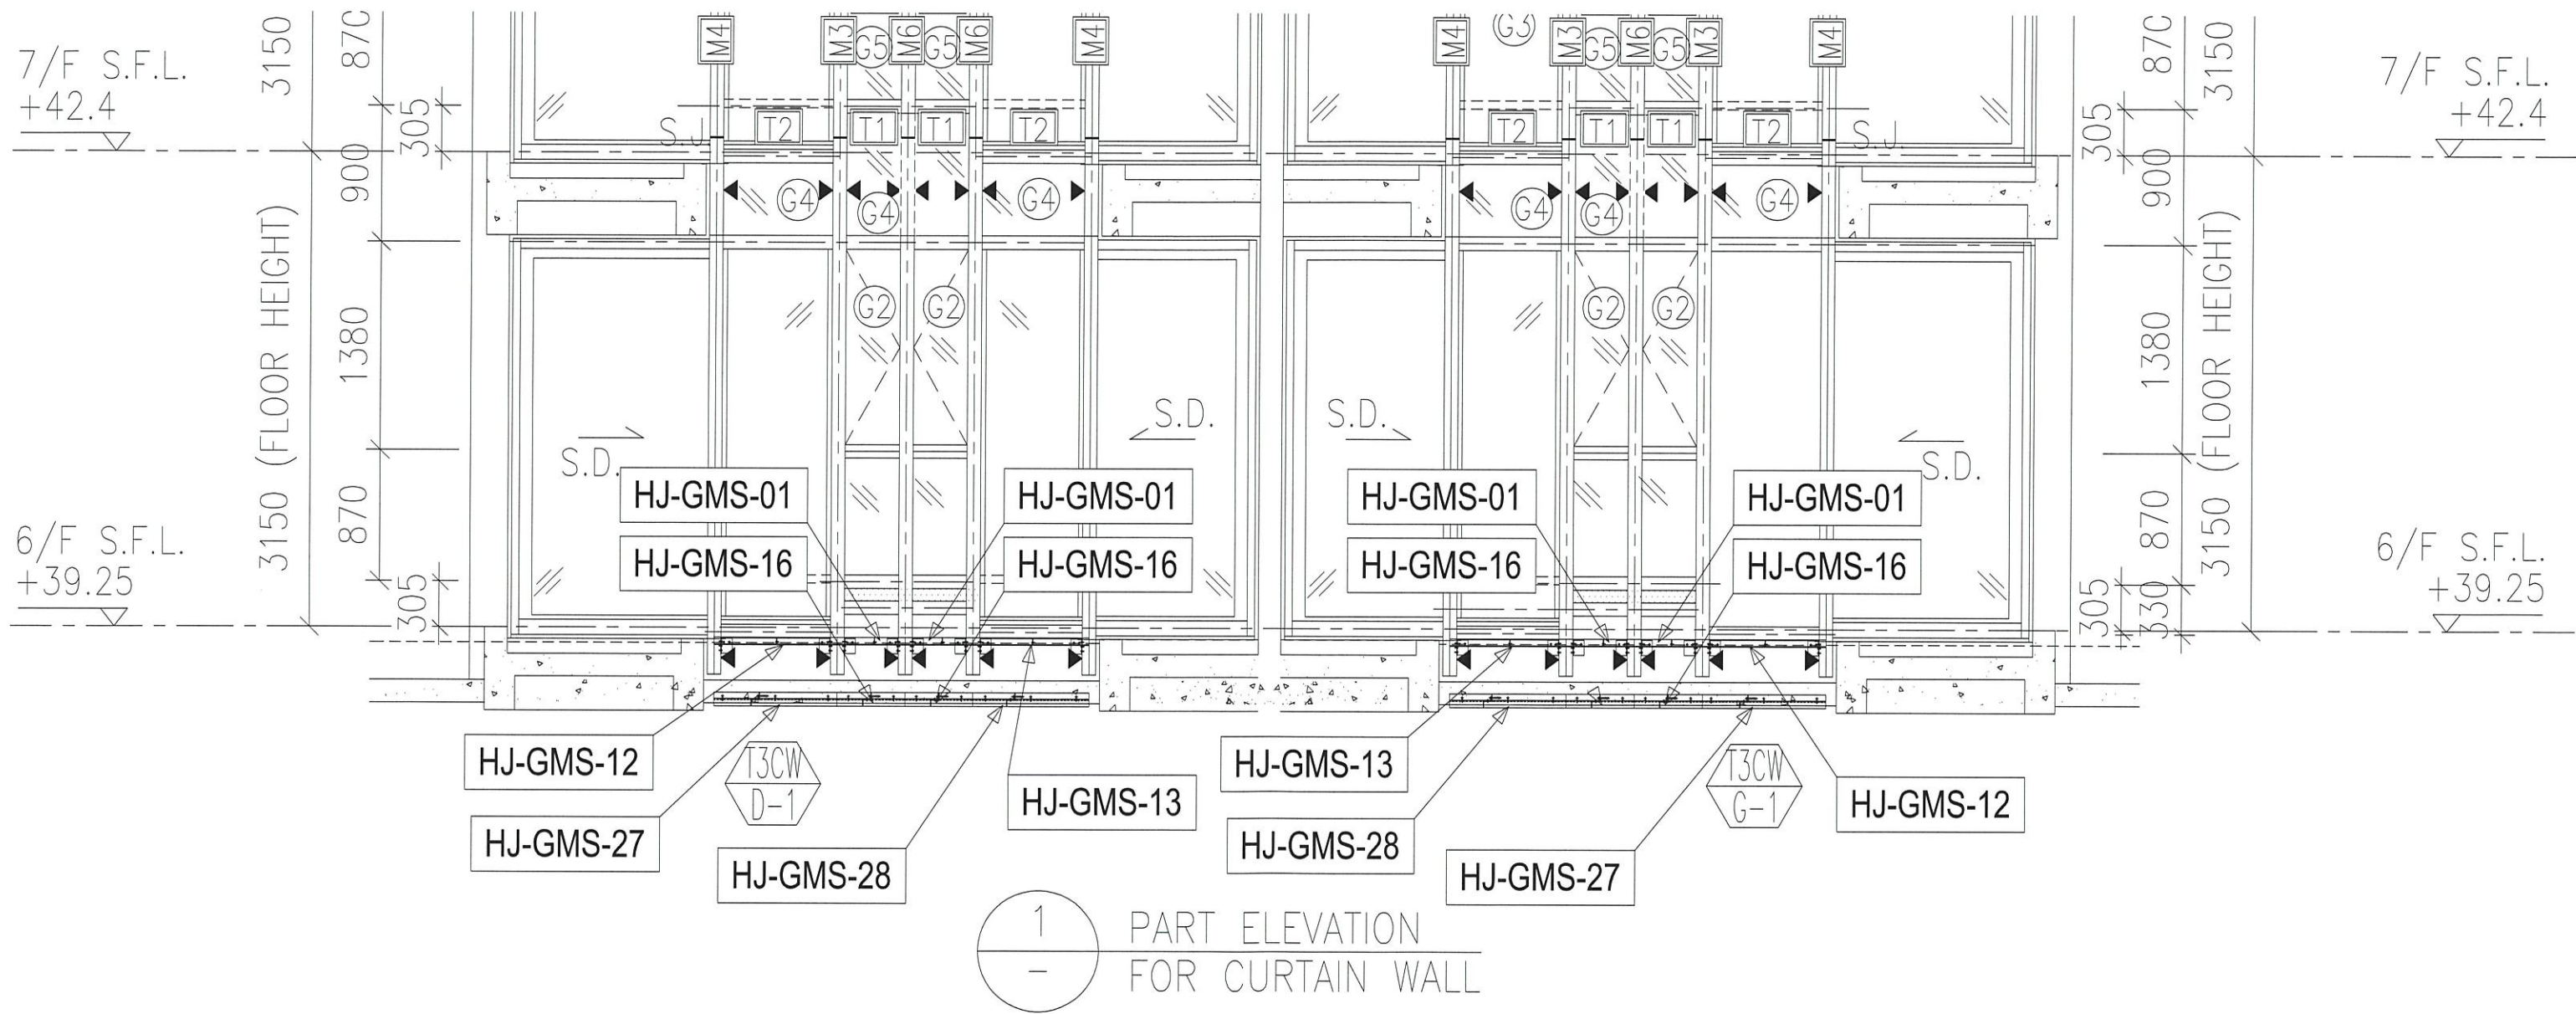 3150
870
M4
M3
G5
M6
G5
M6
M4
M4
G3
M3
G5
M6
G5
M3
M4
870
3150
7/F S.F.L.
+42.4
7/F S.F.L.
+42.4
305
S.J
T2
T1
T1
T2
T2
T1
T1
T2
S.J
305
900
G4
G4
G4
G4
G4
G4
900
3150 (FLOOR HEIGHT)
1380
G2
G2
G2
G2
1380
3150 (FLOOR HEIGHT)
S.D.
S.D.
S.D.
S.D.
870
HJ-GMS-01
HJ-GMS-01
HJ-GMS-01
HJ-GMS-01
870
6/F S.F.L.
+39.25
HJ-GMS-16
HJ-GMS-16
HJ-GMS-16
HJ-GMS-16
6/F S.F.L.
+39.25
305
305
330
HJ-GMS-12
T3CW
D-1
HJ-GMS-13
HJ-GMS-13
T3CW
G-1
HJ-GMS-12
HJ-GMS-27
HJ-GMS-28
HJ-GMS-28
HJ-GMS-27
1
-
PART ELEVATION
FOR CURTAIN WALL